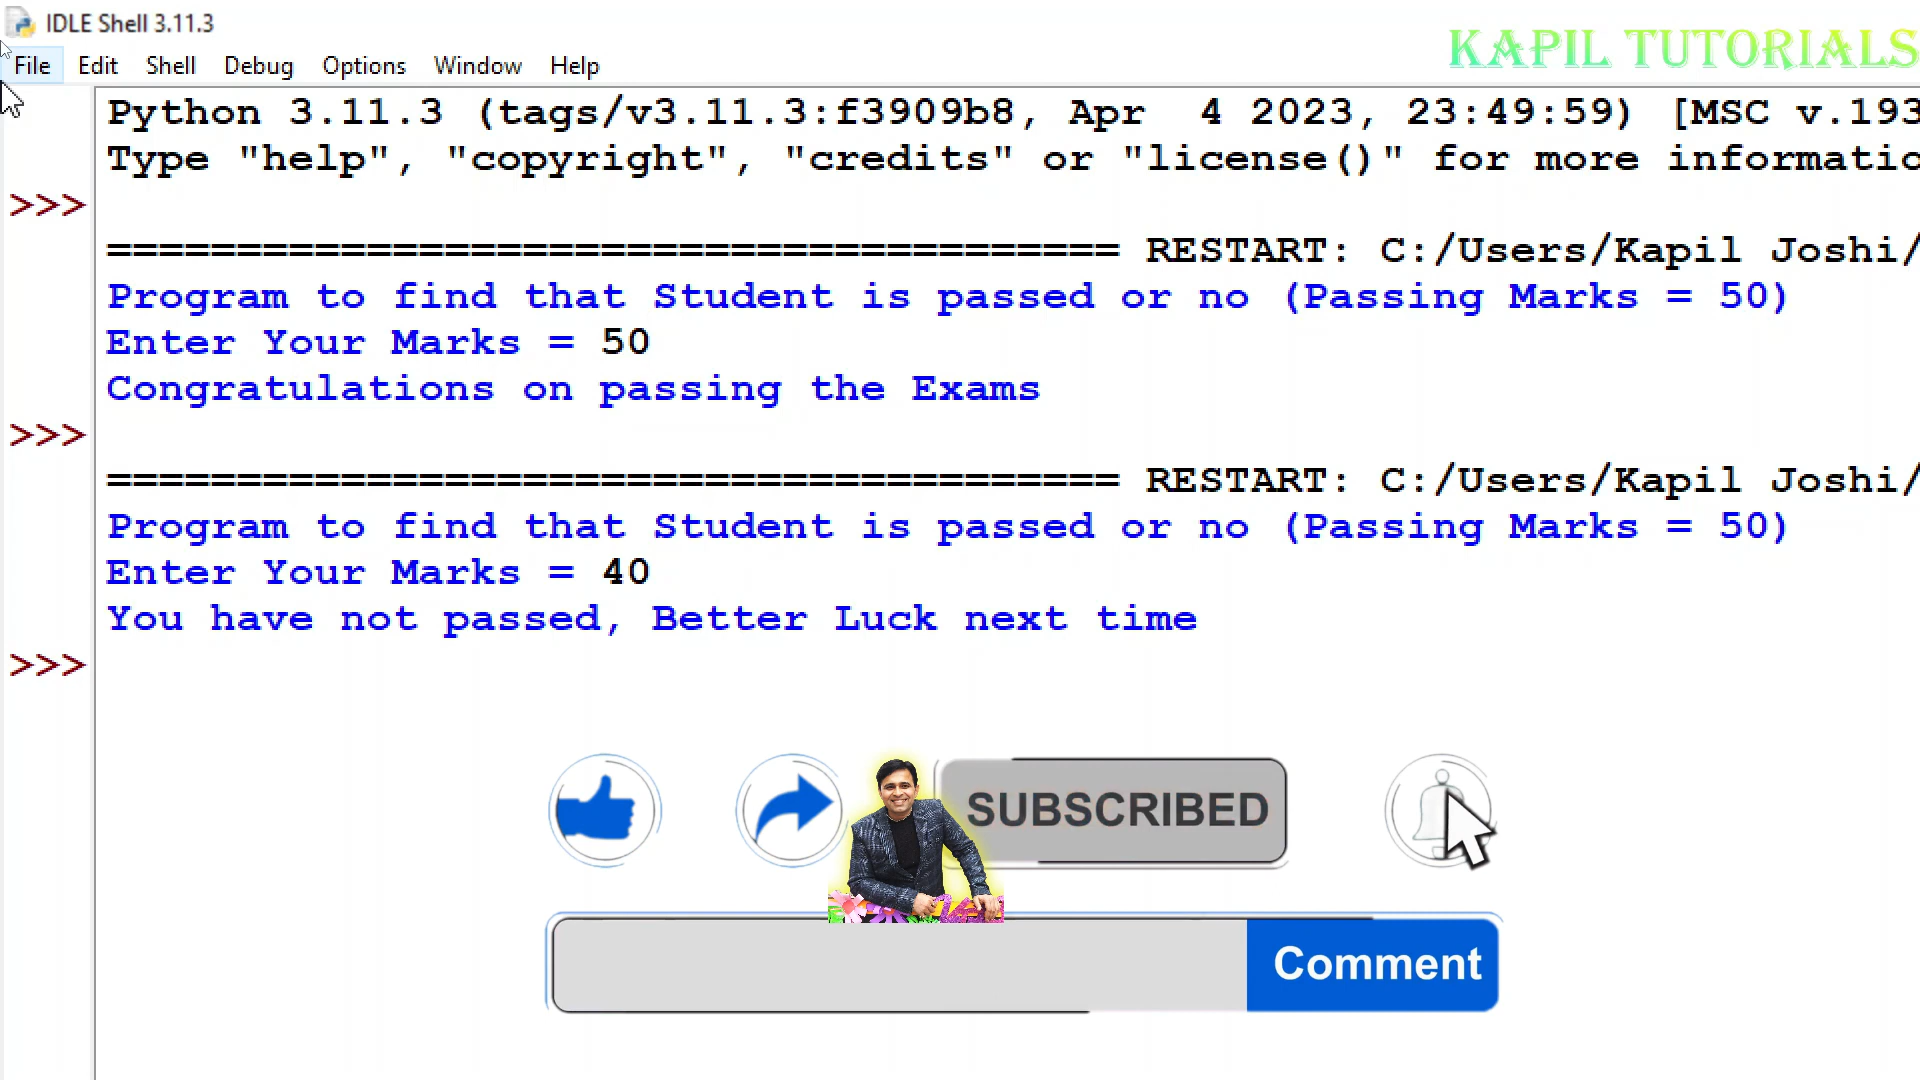 IDLE Shell 3.11.3
KAPIL TUTORIALS
File Edit Shell Debug Options Window Help
Python 3.11.3 (tags/v3.11.3:f3909b8, Apr  4 2023, 23:49:59) [MSC v.193
Type "help", "copyright", "credits" or "license()" for more informatic
>>>
======================================= RESTART: C:/Users/Kapil Joshi/
Program to find that Student is passed or no (Passing Marks = 50)
Enter Your Marks = 50
Congratulations on passing the Exams
>>>
======================================= RESTART: C:/Users/Kapil Joshi/
Program to find that Student is passed or no (Passing Marks = 50)
Enter Your Marks = 40
You have not passed, Better Luck next time
>>>
SUBSCRIBED
Comment